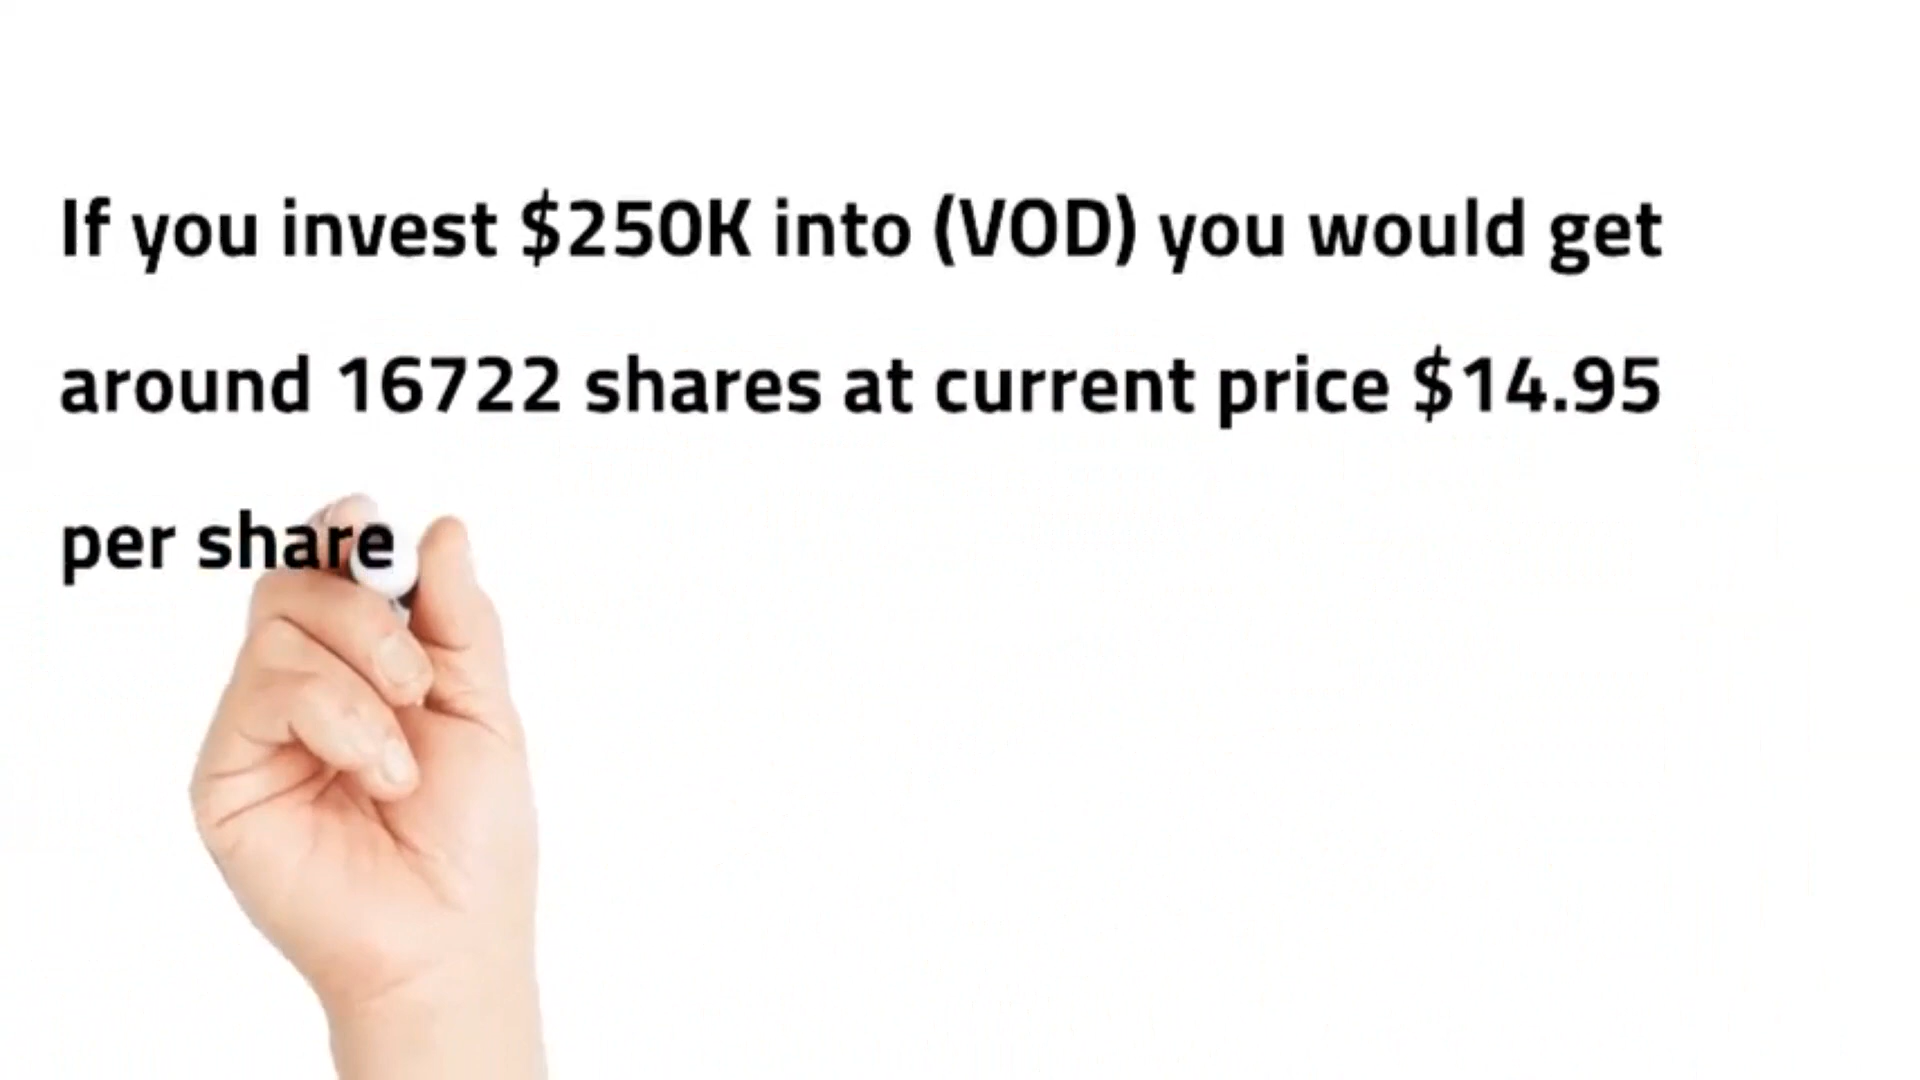 If you invest $250K into (VOD) you would get
around 16722 shares at current price $14.95
per share